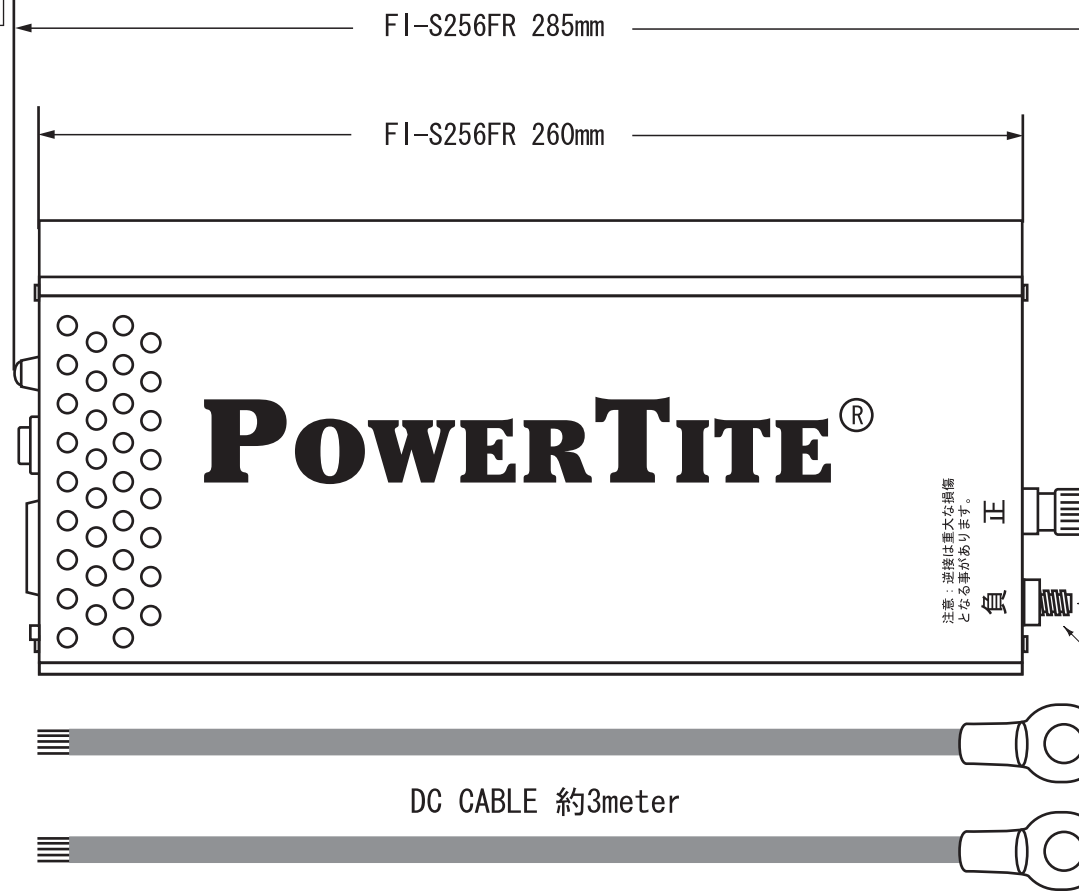 FI-S256FR 285mm
FI-S256FR 260mm
POWERTITE®
注意：逆接は重大な損傷
となる事があります。
正
負
DC CABLE 約3meter